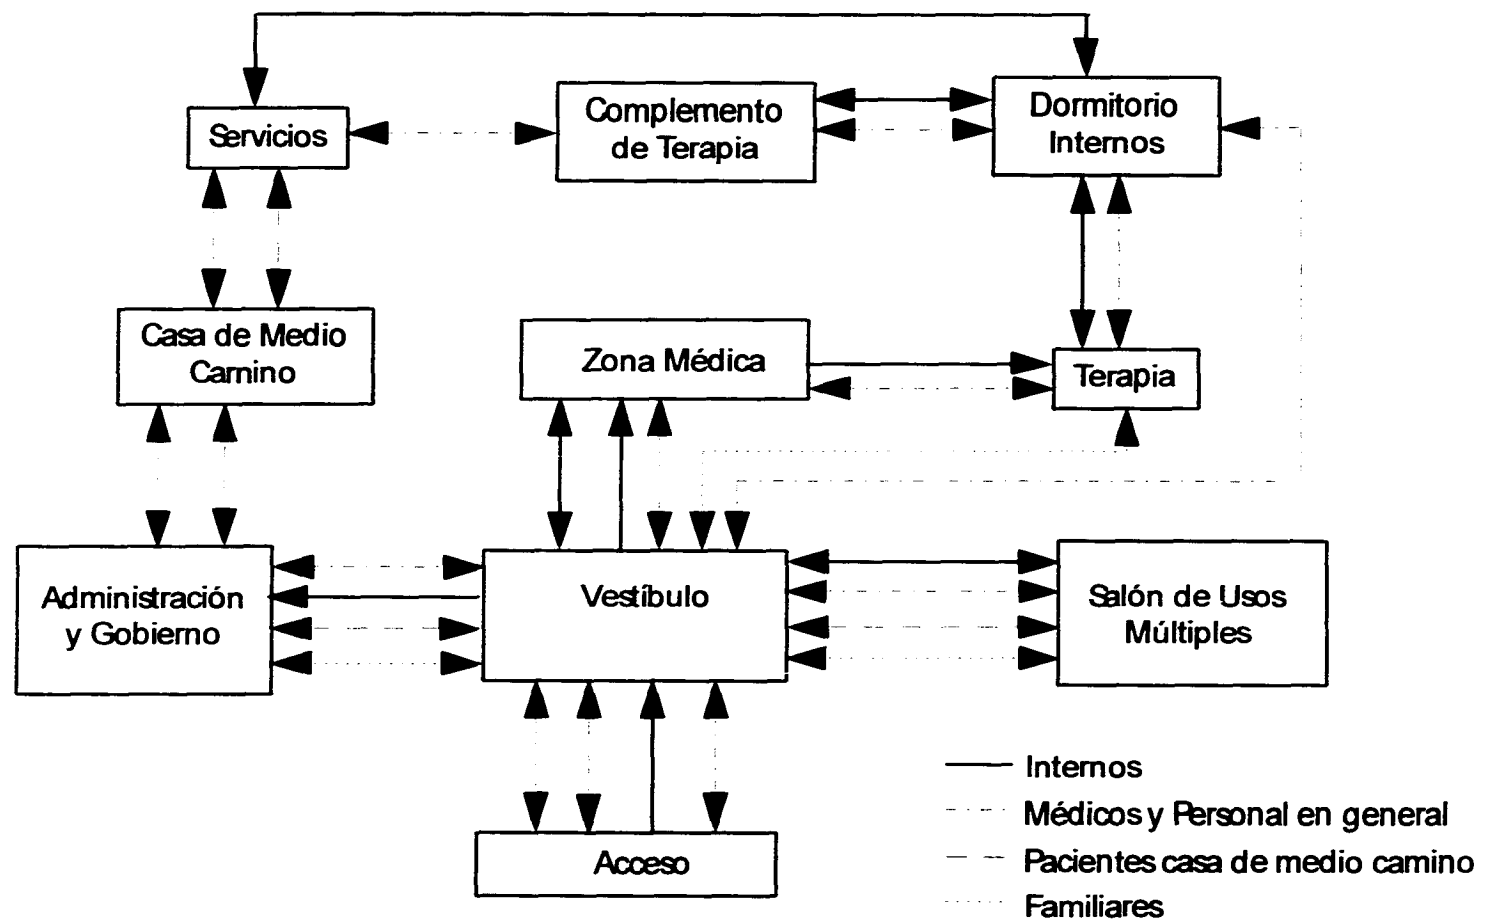 Servicios
Complemento
de Terapia
Dormitorio
Internos
Casa de Medio
Camino
Zona Médica
Terapia
Administración
y Gobierno
Vestíbulo
Salón de Usos
Múltiples
Acceso
Internos
Médicos y Personal en general
Pacientes casa de medio camino
Familiares